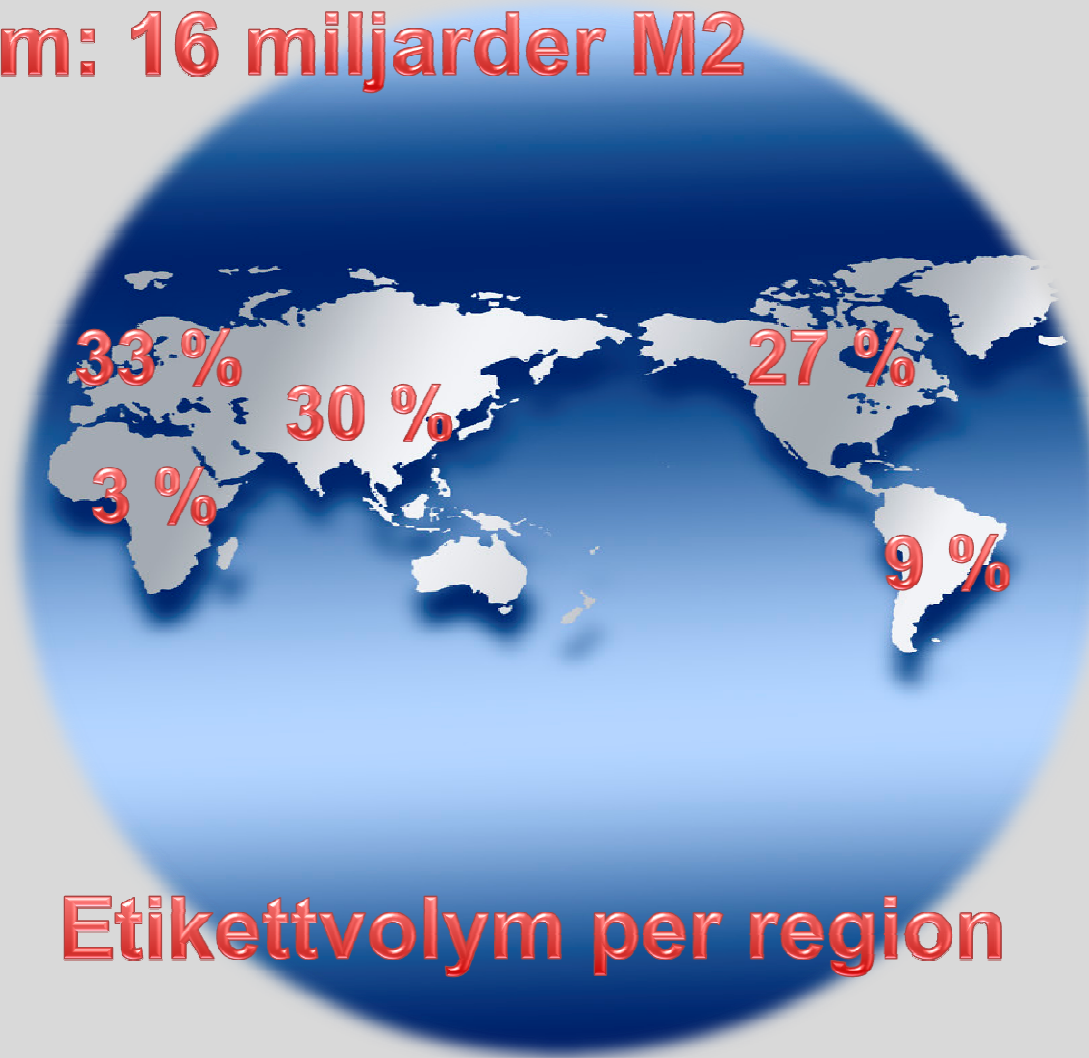 m: 16 miljarder M2
33 %
27 %
30 %
3 %
9 %
Etikettvolym per region